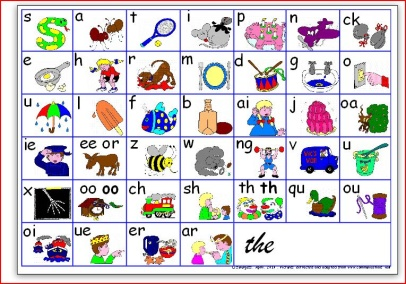 s a t i p n ck
e h r m d g o
u l f b ai j oa
ie ee or z w ng v u
x oo oo ch sh th th qu ou
oi ue er ar the